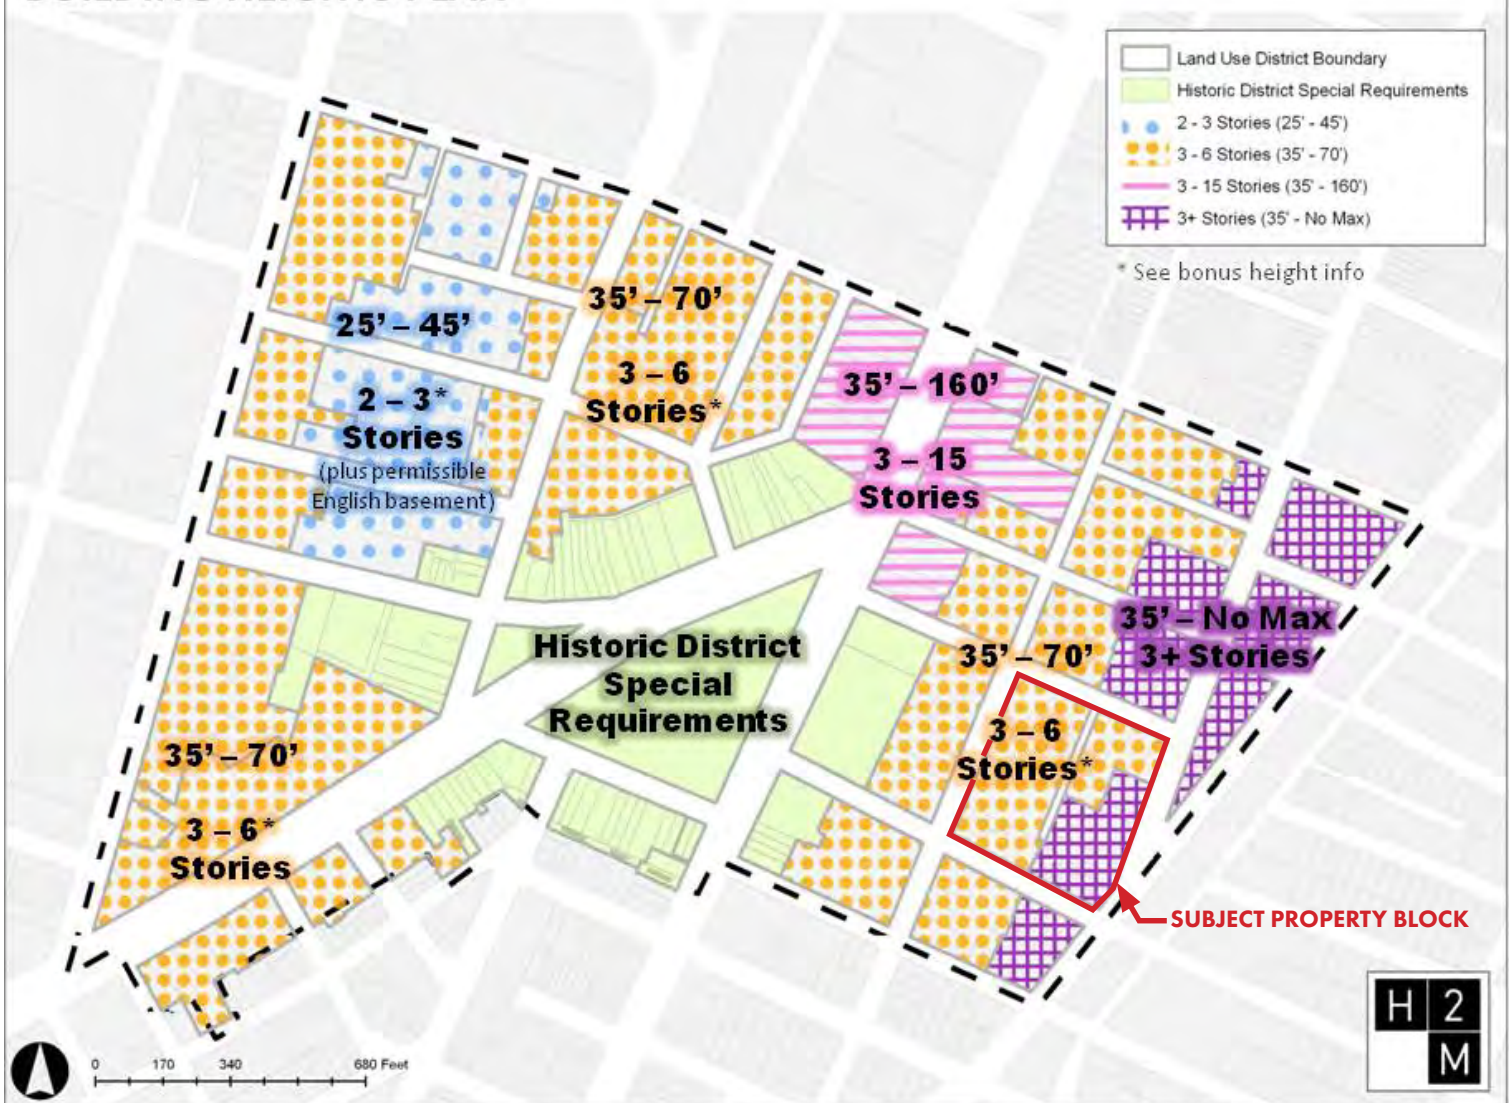 Land Use District Boundary
Historic District Special Requirements
2 - 3 Stories (25' - 45')
3 - 6 Stories (35' - 70')
3 - 15 Stories (35' - 160')
3+ Stories (35' - No Max)
* See bonus height info
35' – 70'
3 – 6
Stories*
25' – 45'
2 – 3*
Stories
(plus permissible
English basement)
35' – 160'
3 – 15
Stories
35' – No Max
3+ Stories
Historic District
Special
Requirements
35' – 70'
3 – 6
Stories*
35' – 70'
3 – 6*
Stories
SUBJECT PROPERTY BLOCK
0 170 340 680 Feet
H 2
M